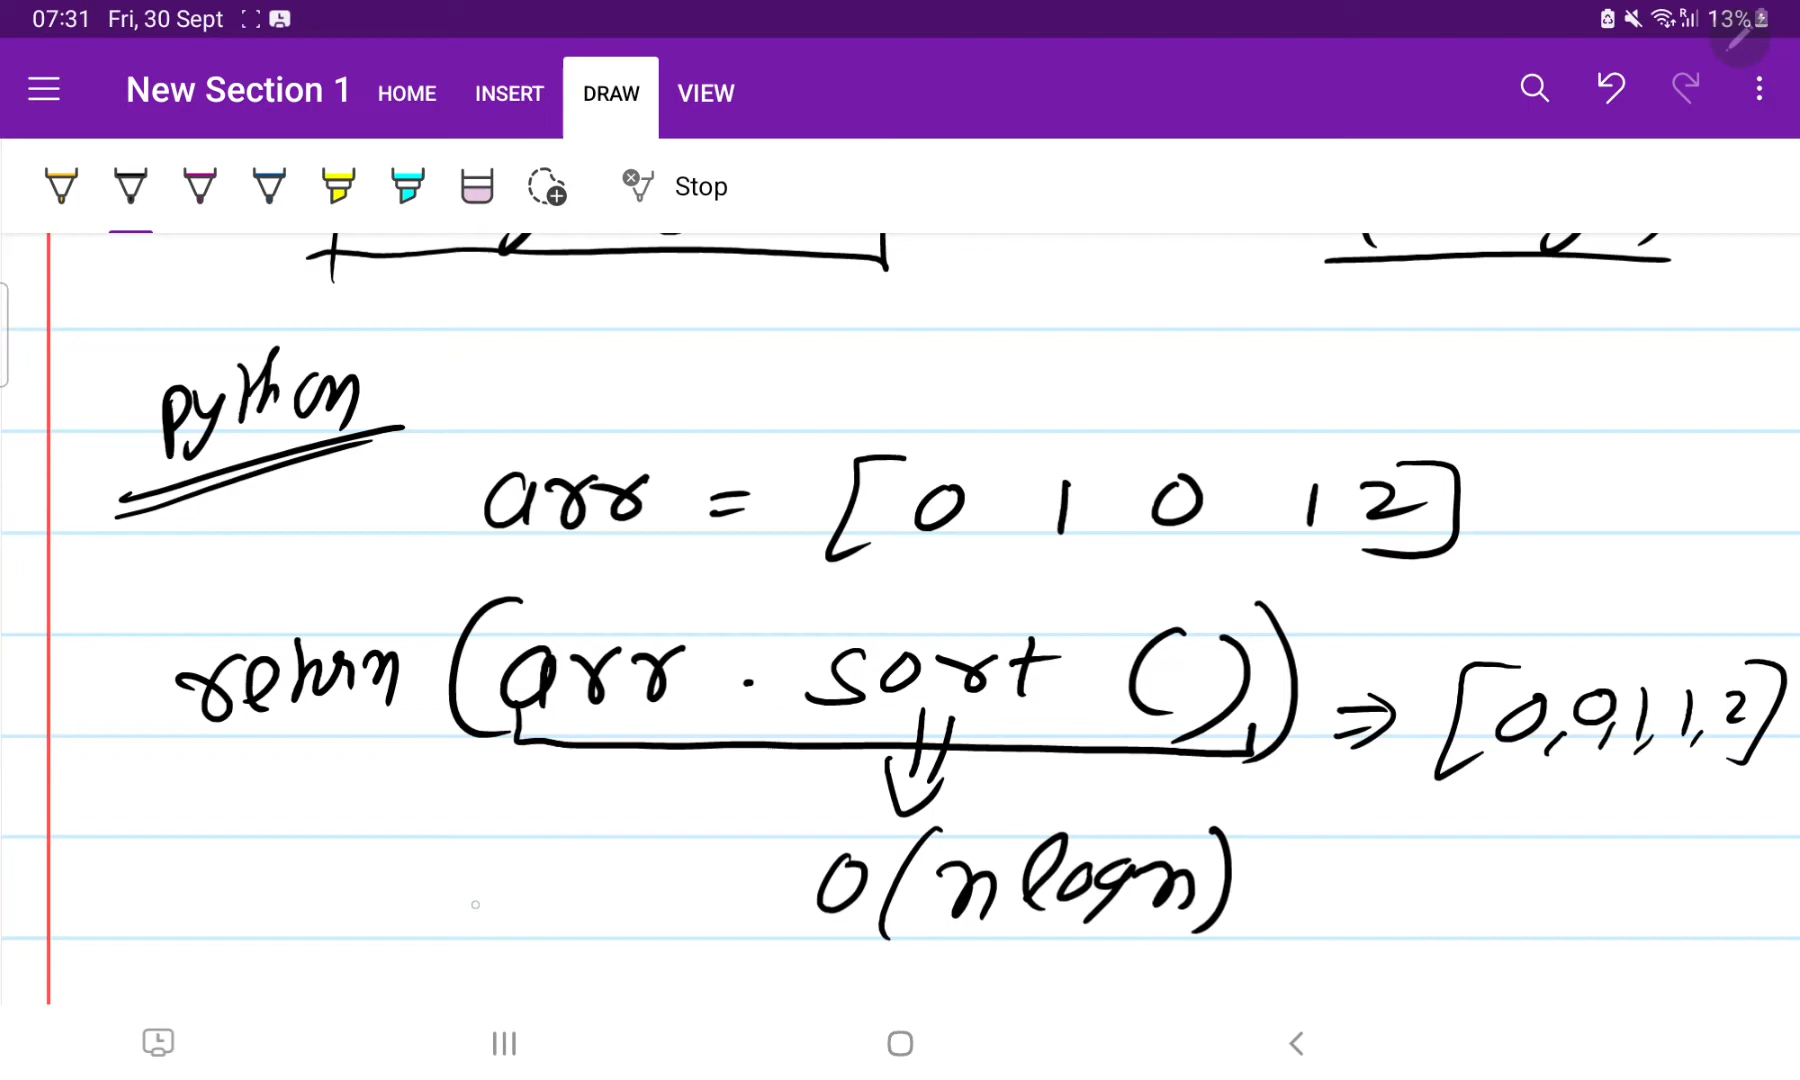 07:31 Fri, 30 Sept 13%
New Section 1 HOME INSERT DRAW VIEW
Stop
python
arr = [0 1 0 1 2]
return (arr . sort ()) ⇒ [0,0,1,1,2]
O(n logn)